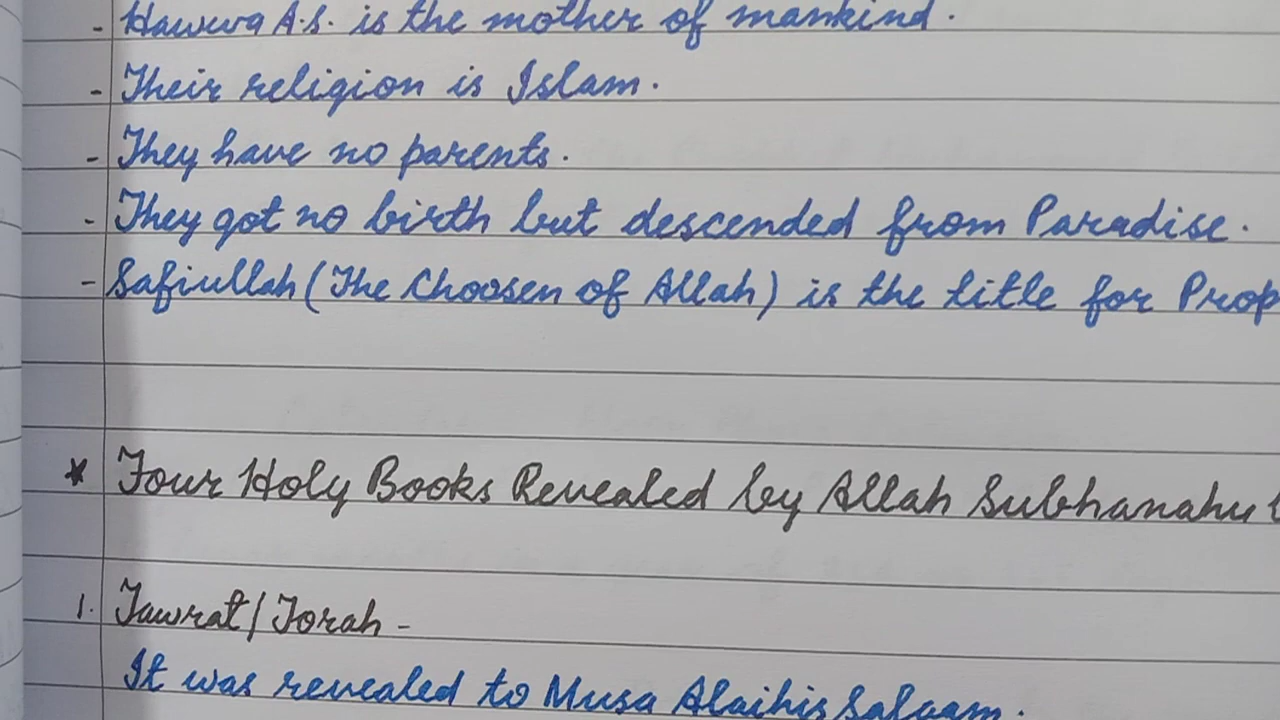 - Hawwa A.S. is the mother of mankind.
- Their religion is Islam.
- They have no parents.
- They got no birth but descended from Paradise.
- Safiullah (The Choosen of Allah) is the title for Prop
* Four Holy Books Revealed by Allah Subhanahu
1. Tawrat/Torah -
It was revealed to Musa Alaihis Salaam.